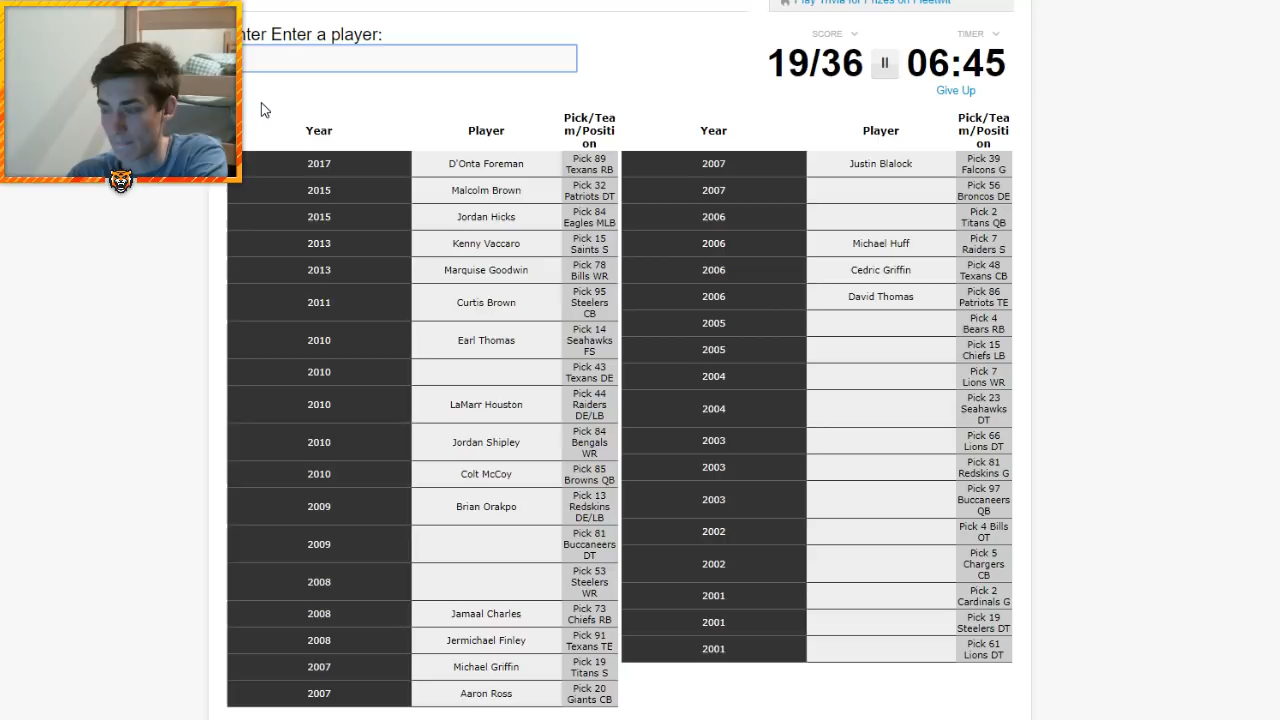 Play Trivia for Prizes on FleetWit
nter Enter a player:
SCORE
TIMER
19/36
06:45
Give Up
Year
Player
Pick/Tea
m/Positi
on
2017
D'Onta Foreman
Pick 89
Texans RB
2015
Malcolm Brown
Pick 32
Patriots DT
2015
Jordan Hicks
Pick 84
Eagles MLB
2013
Kenny Vaccaro
Pick 15
Saints S
2013
Marquise Goodwin
Pick 78
Bills WR
2011
Curtis Brown
Pick 95
Steelers
CB
2010
Earl Thomas
Pick 14
Seahawks
FS
2010
Pick 43
Texans DE
2010
LaMarr Houston
Pick 44
Raiders
DE/LB
2010
Jordan Shipley
Pick 84
Bengals
WR
2010
Colt McCoy
Pick 85
Browns QB
2009
Brian Orakpo
Pick 13
Redskins
DE/LB
2009
Pick 81
Buccaneers
DT
2008
Pick 53
Steelers
WR
2008
Jamaal Charles
Pick 73
Chiefs RB
2008
Jermichael Finley
Pick 91
Texans TE
2007
Michael Griffin
Pick 19
Titans S
2007
Aaron Ross
Pick 20
Giants CB
Year
Player
Pick/Tea
m/Positi
on
2007
Justin Blalock
Pick 39
Falcons G
2007
Pick 56
Broncos DE
2006
Pick 2
Titans QB
2006
Michael Huff
Pick 7
Raiders S
2006
Cedric Griffin
Pick 48
Texans CB
2006
David Thomas
Pick 86
Patriots TE
2005
Pick 4
Bears RB
2005
Pick 15
Chiefs LB
2004
Pick 7
Lions WR
2004
Pick 23
Seahawks
DT
2003
Pick 66
Lions DT
2003
Pick 81
Redskins G
2003
Pick 97
Buccaneers
QB
2002
Pick 4 Bills
OT
2002
Pick 5
Chargers
CB
2001
Pick 2
Cardinals G
2001
Pick 19
Steelers DT
2001
Pick 61
Lions DT